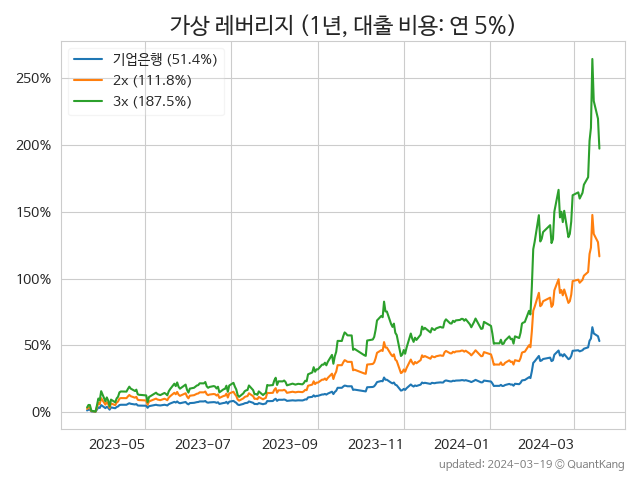 가상 레버리지 (1년, 대출 비용: 연 5%)
기업은행 (51.4%)
2x (111.8%)
3x (187.5%)
250%
200%
150%
100%
50%
0%
2023-05 2023-07 2023-09 2023-11 2024-01 2024-03
updated: 2024-03-19 © QuantKang